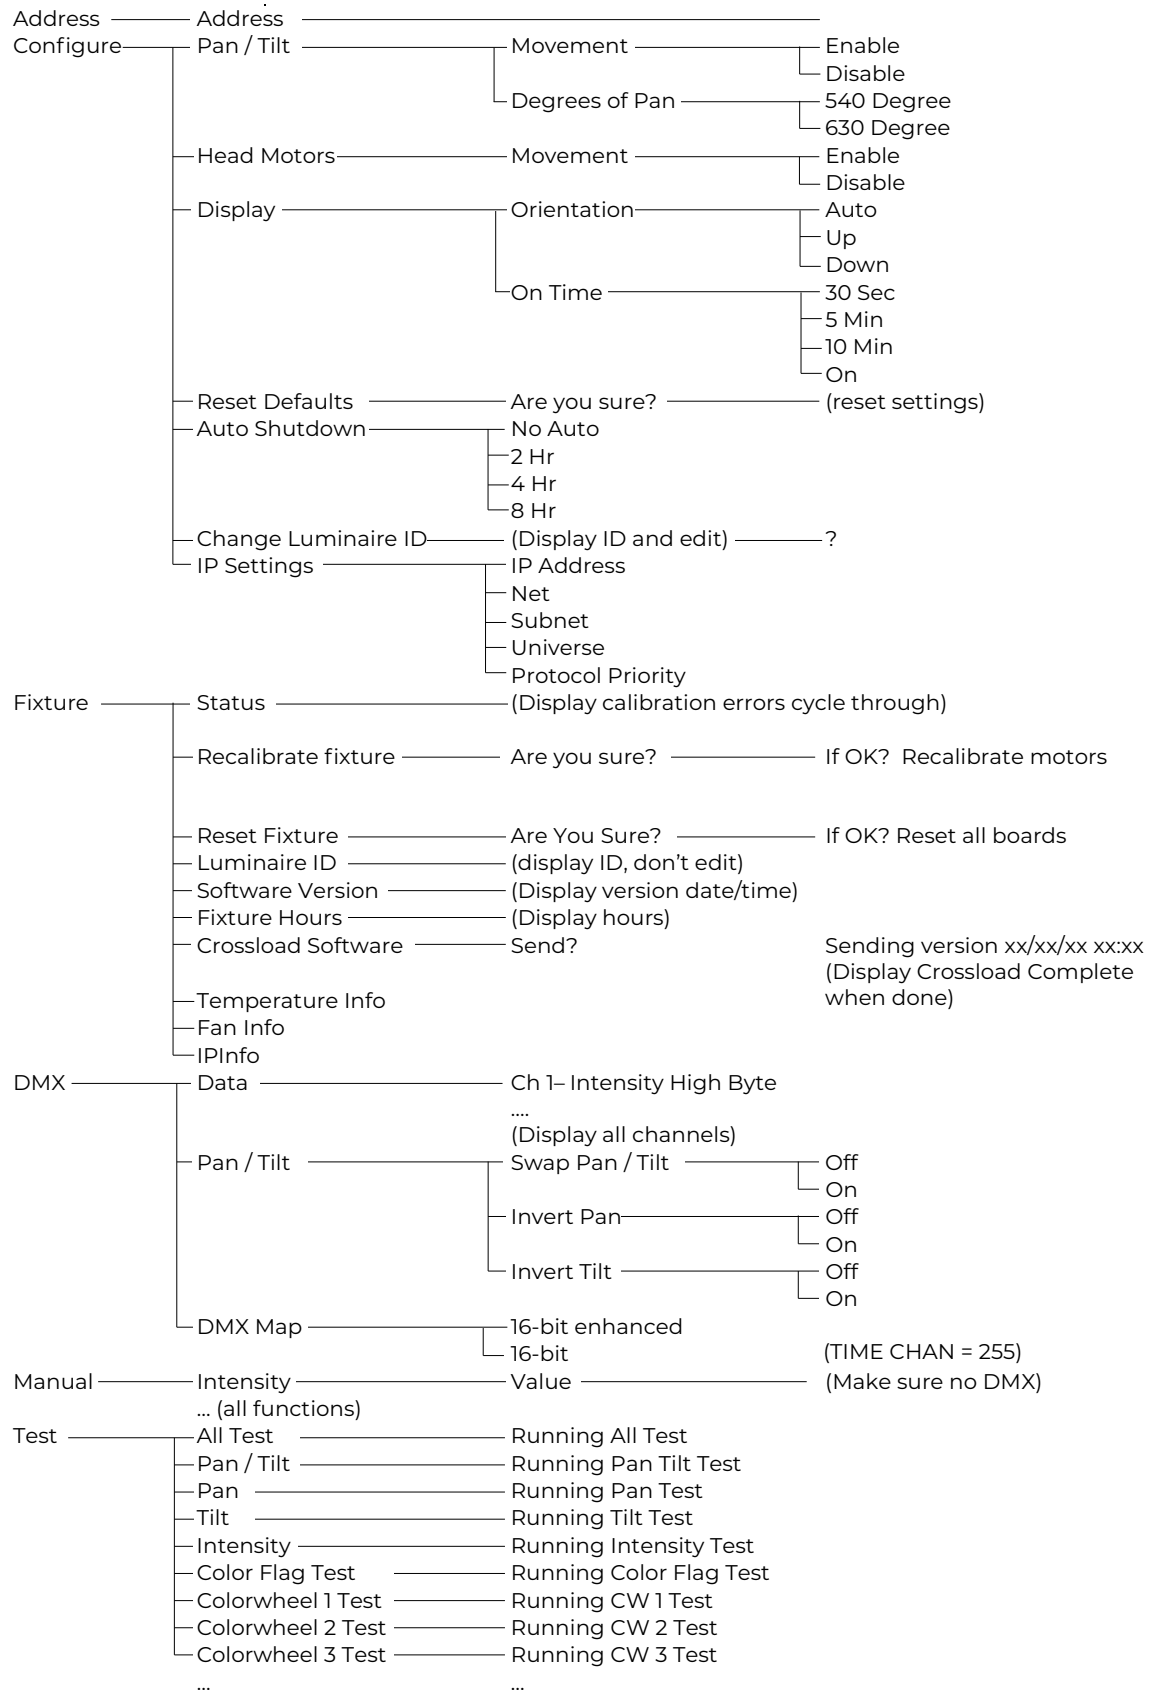 Address Address
Configure Pan / Tilt Movement Enable
Disable
Degrees of Pan 540 Degree
630 Degree
Head Motors Movement Enable
Disable
Display Orientation Auto
Up
Down
On Time 30 Sec
5 Min
10 Min
On
Reset Defaults Are you sure? (reset settings)
Auto Shutdown No Auto
2 Hr
4 Hr
8 Hr
Change Luminaire ID (Display ID and edit) ?
IP Settings IP Address
Net
Subnet
Universe
Protocol Priority
Fixture Status (Display calibration errors cycle through)
Recalibrate fixture Are you sure? If OK? Recalibrate motors
Reset Fixture Are You Sure? If OK? Reset all boards
Luminaire ID (display ID, don't edit)
Software Version (Display version date/time)
Fixture Hours (Display hours)
Crossload Software Send? Sending version xx/xx/xx xx:xx
(Display Crossload Complete
when done)
Temperature Info
Fan Info
IPInfo
DMX Data Ch 1– Intensity High Byte
....
(Display all channels)
Pan / Tilt Swap Pan / Tilt Off
On
Invert Pan Off
On
Invert Tilt Off
On
DMX Map 16-bit enhanced
16-bit (TIME CHAN = 255)
Manual Intensity Value (Make sure no DMX)
... (all functions)
Test All Test Running All Test
Pan / Tilt Running Pan Tilt Test
Pan Running Pan Test
Tilt Running Tilt Test
Intensity Running Intensity Test
Color Flag Test Running Color Flag Test
Colorwheel 1 Test Running CW 1 Test
Colorwheel 2 Test Running CW 2 Test
Colorwheel 3 Test Running CW 3 Test
... ...